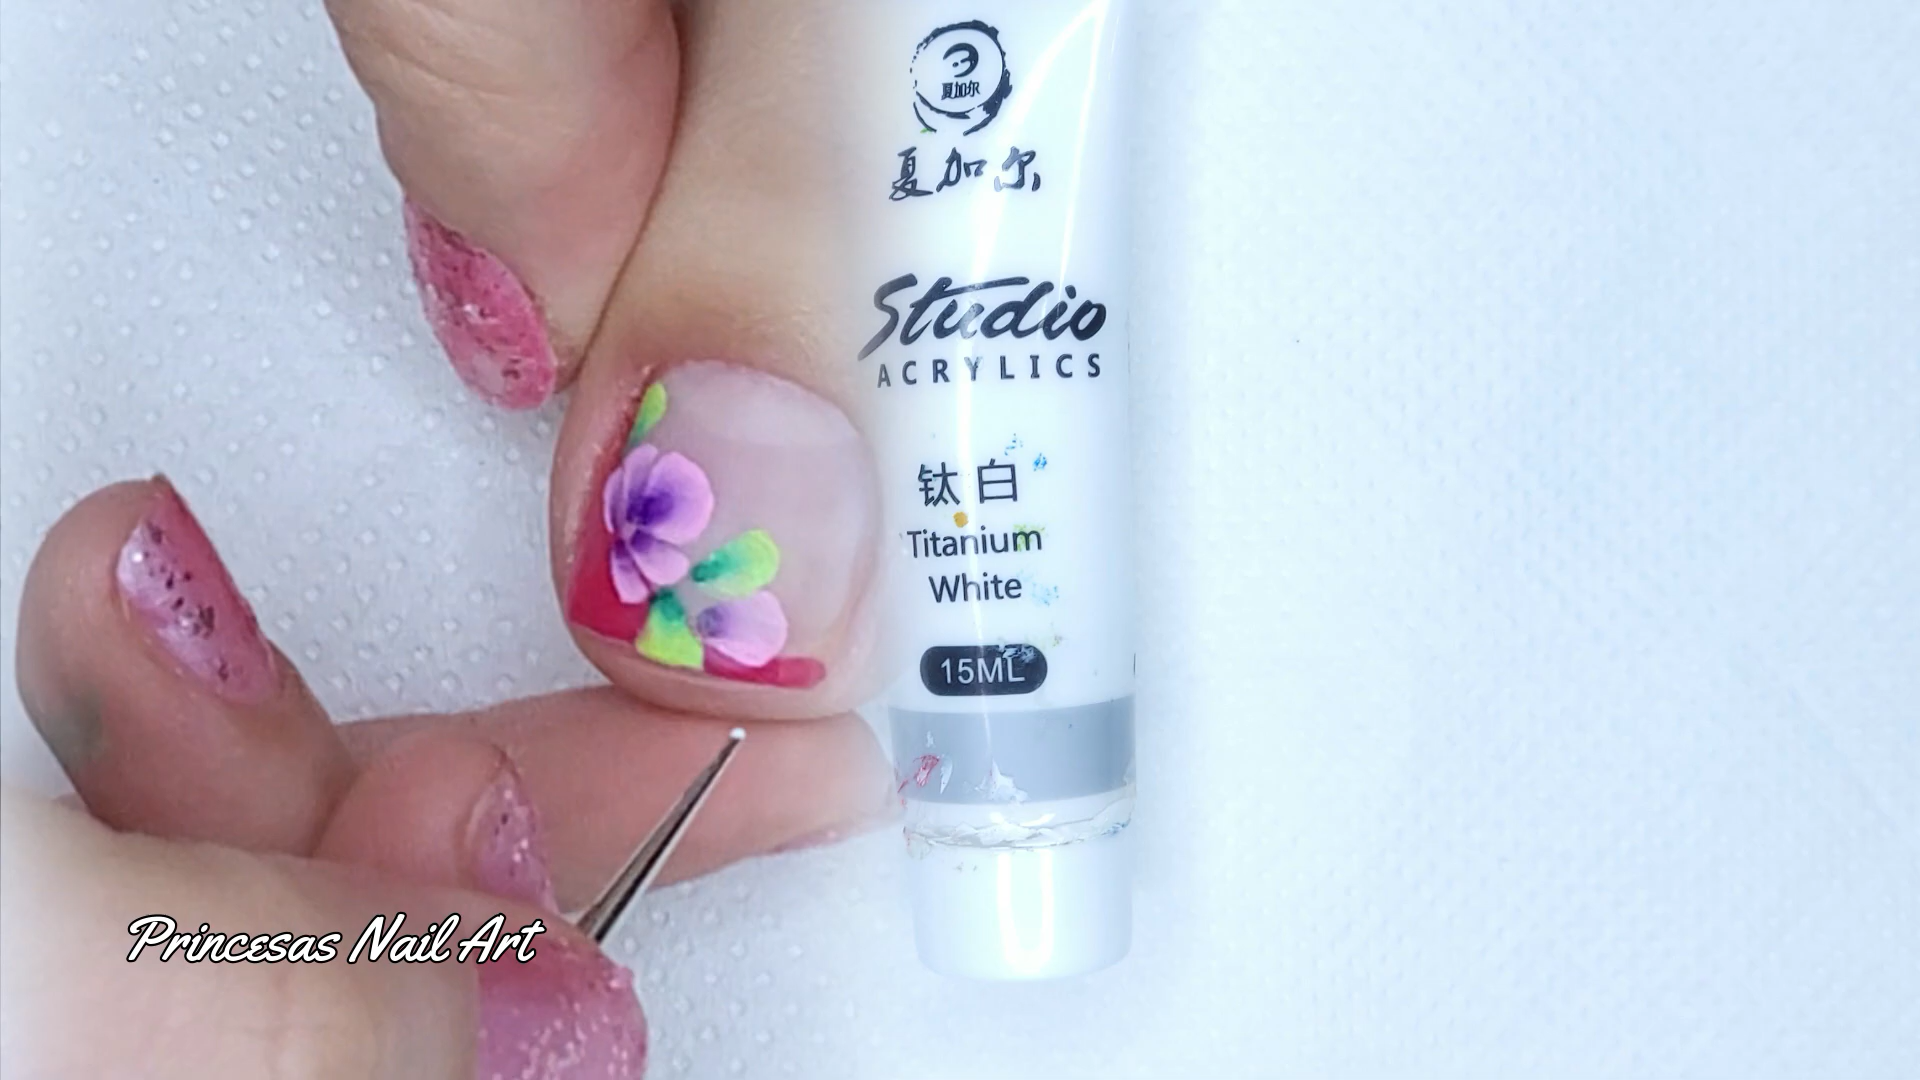 夏加尔
夏加尔
Studio
ACRYLICS
钛白
Titanium
White
15ML
Princesas Nail Art